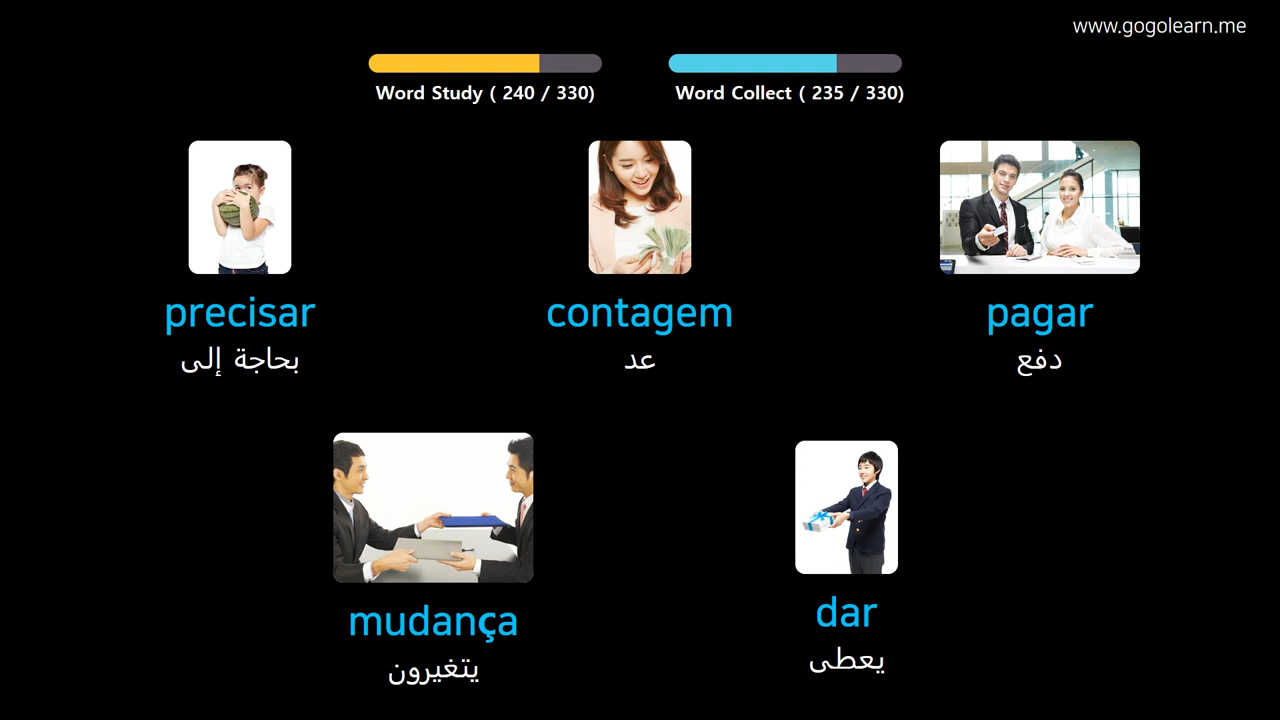 www.gogolearn.me
Word Study ( 240 / 330)
Word Collect ( 235 / 330)
precisar
بحاجة إلى
contagem
عد
pagar
دفع
mudança
يتغيرون
dar
يعطى